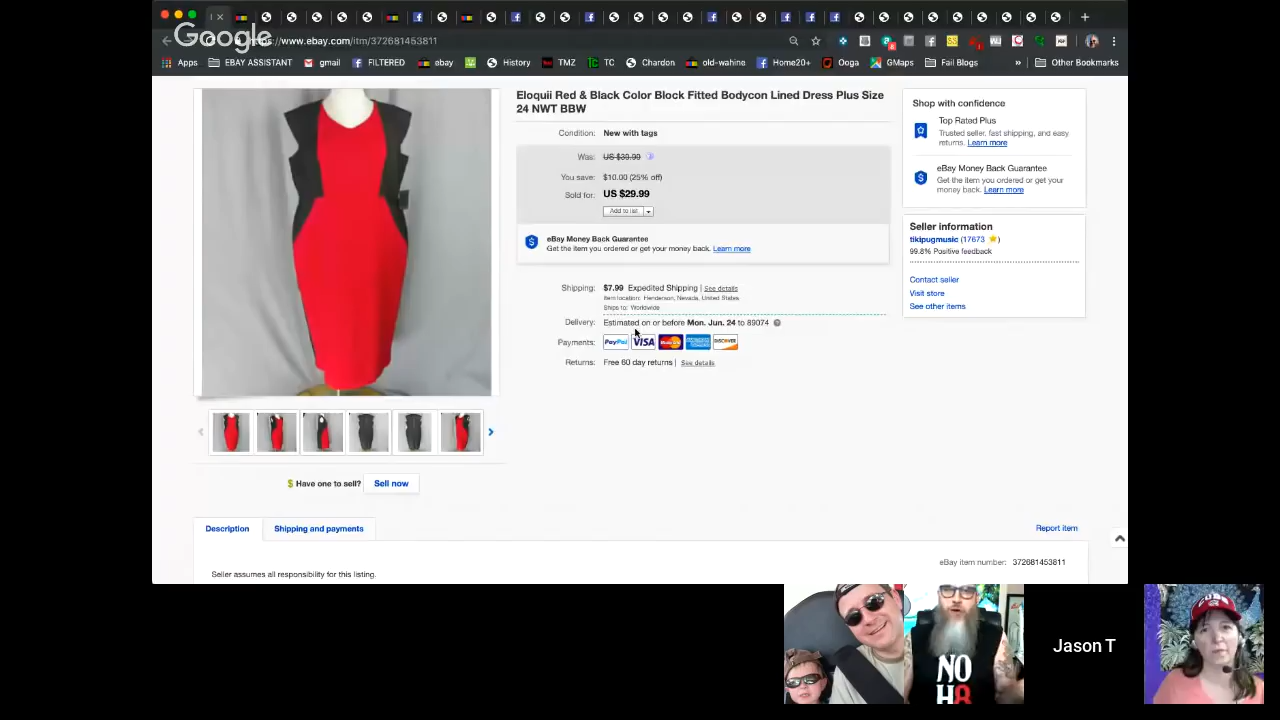 Google
https://www.ebay.com/itm/372681453811
Apps EBAY ASSISTANT gmail FILTERED ebay History TMZ TC Chardon old-wahine Home20+ Ooga GMaps Fail Blogs » Other Bookmarks
Eloquii Red & Black Color Block Fitted Bodycon Lined Dress Plus Size
24 NWT BBW
Condition: New with tags
Was: US $39.99
You save: $10.00 (25% off)
Sold for: US $29.99
Add to list
eBay Money Back Guarantee
Get the item you ordered or get your money back. Learn more
Shipping: $7.99 Expedited Shipping | See details
Item location: Henderson, Nevada, United States
Ships to: Worldwide
Delivery: Estimated on or before Mon. Jun. 24 to 89074
Payments: PayPal VISA MasterCard DISCOVER
Returns: Free 60 day returns | See details
Shop with confidence
Top Rated Plus
Trusted seller, fast shipping, and easy
returns. Learn more
eBay Money Back Guarantee
Get the item you ordered or get your
money back. Learn more
Seller information
tikipugmusic (17673 )
99.8% Positive feedback
Contact seller
Visit store
See other items
$ Have one to sell? Sell now
Description Shipping and payments
Report item
eBay item number: 372681453811
Seller assumes all responsibility for this listing.
NO
H8
Jason T